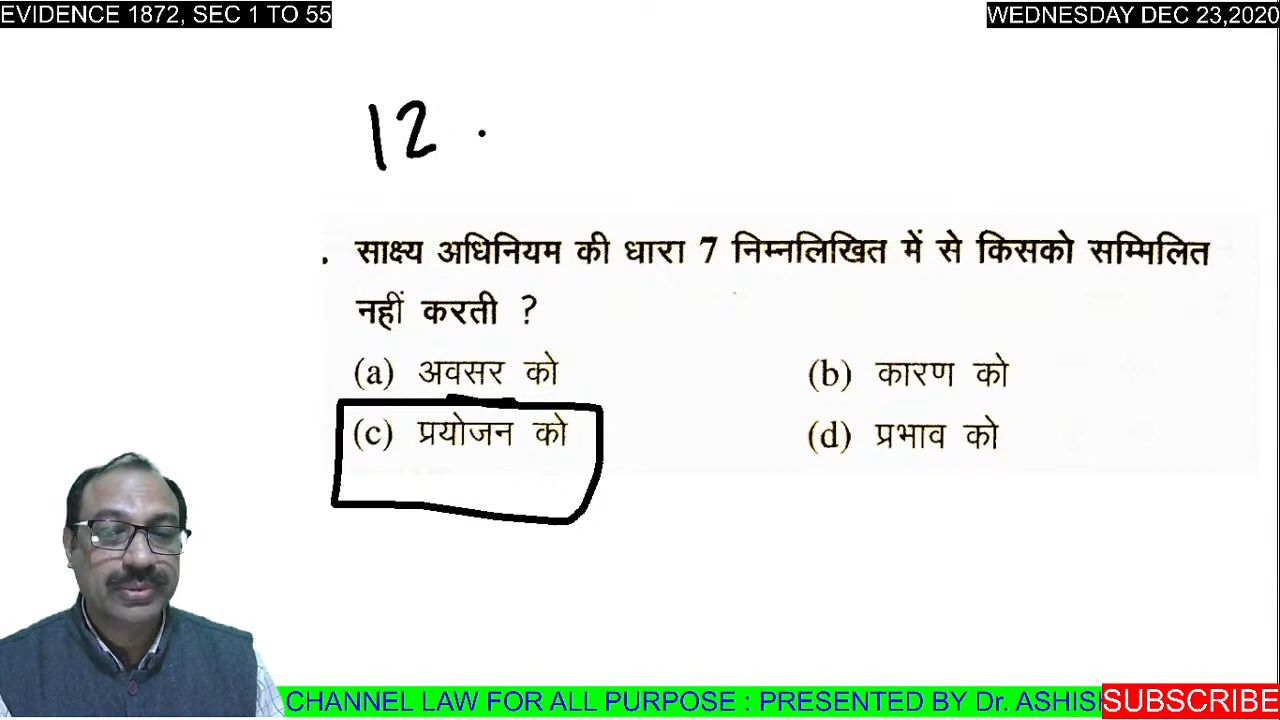 EVIDENCE 1872, SEC 1 TO 55
WEDNESDAY DEC 23,2020
12.
. साक्ष्य अधिनियम की धारा 7 निम्नलिखित में से किसको सम्मिलित
नहीं करती ?
(a) अवसर को (b) कारण को
(c) प्रयोजन को (d) प्रभाव को
CHANNEL LAW FOR ALL PURPOSE : PRESENTED BY Dr.
SUBSCRIBE